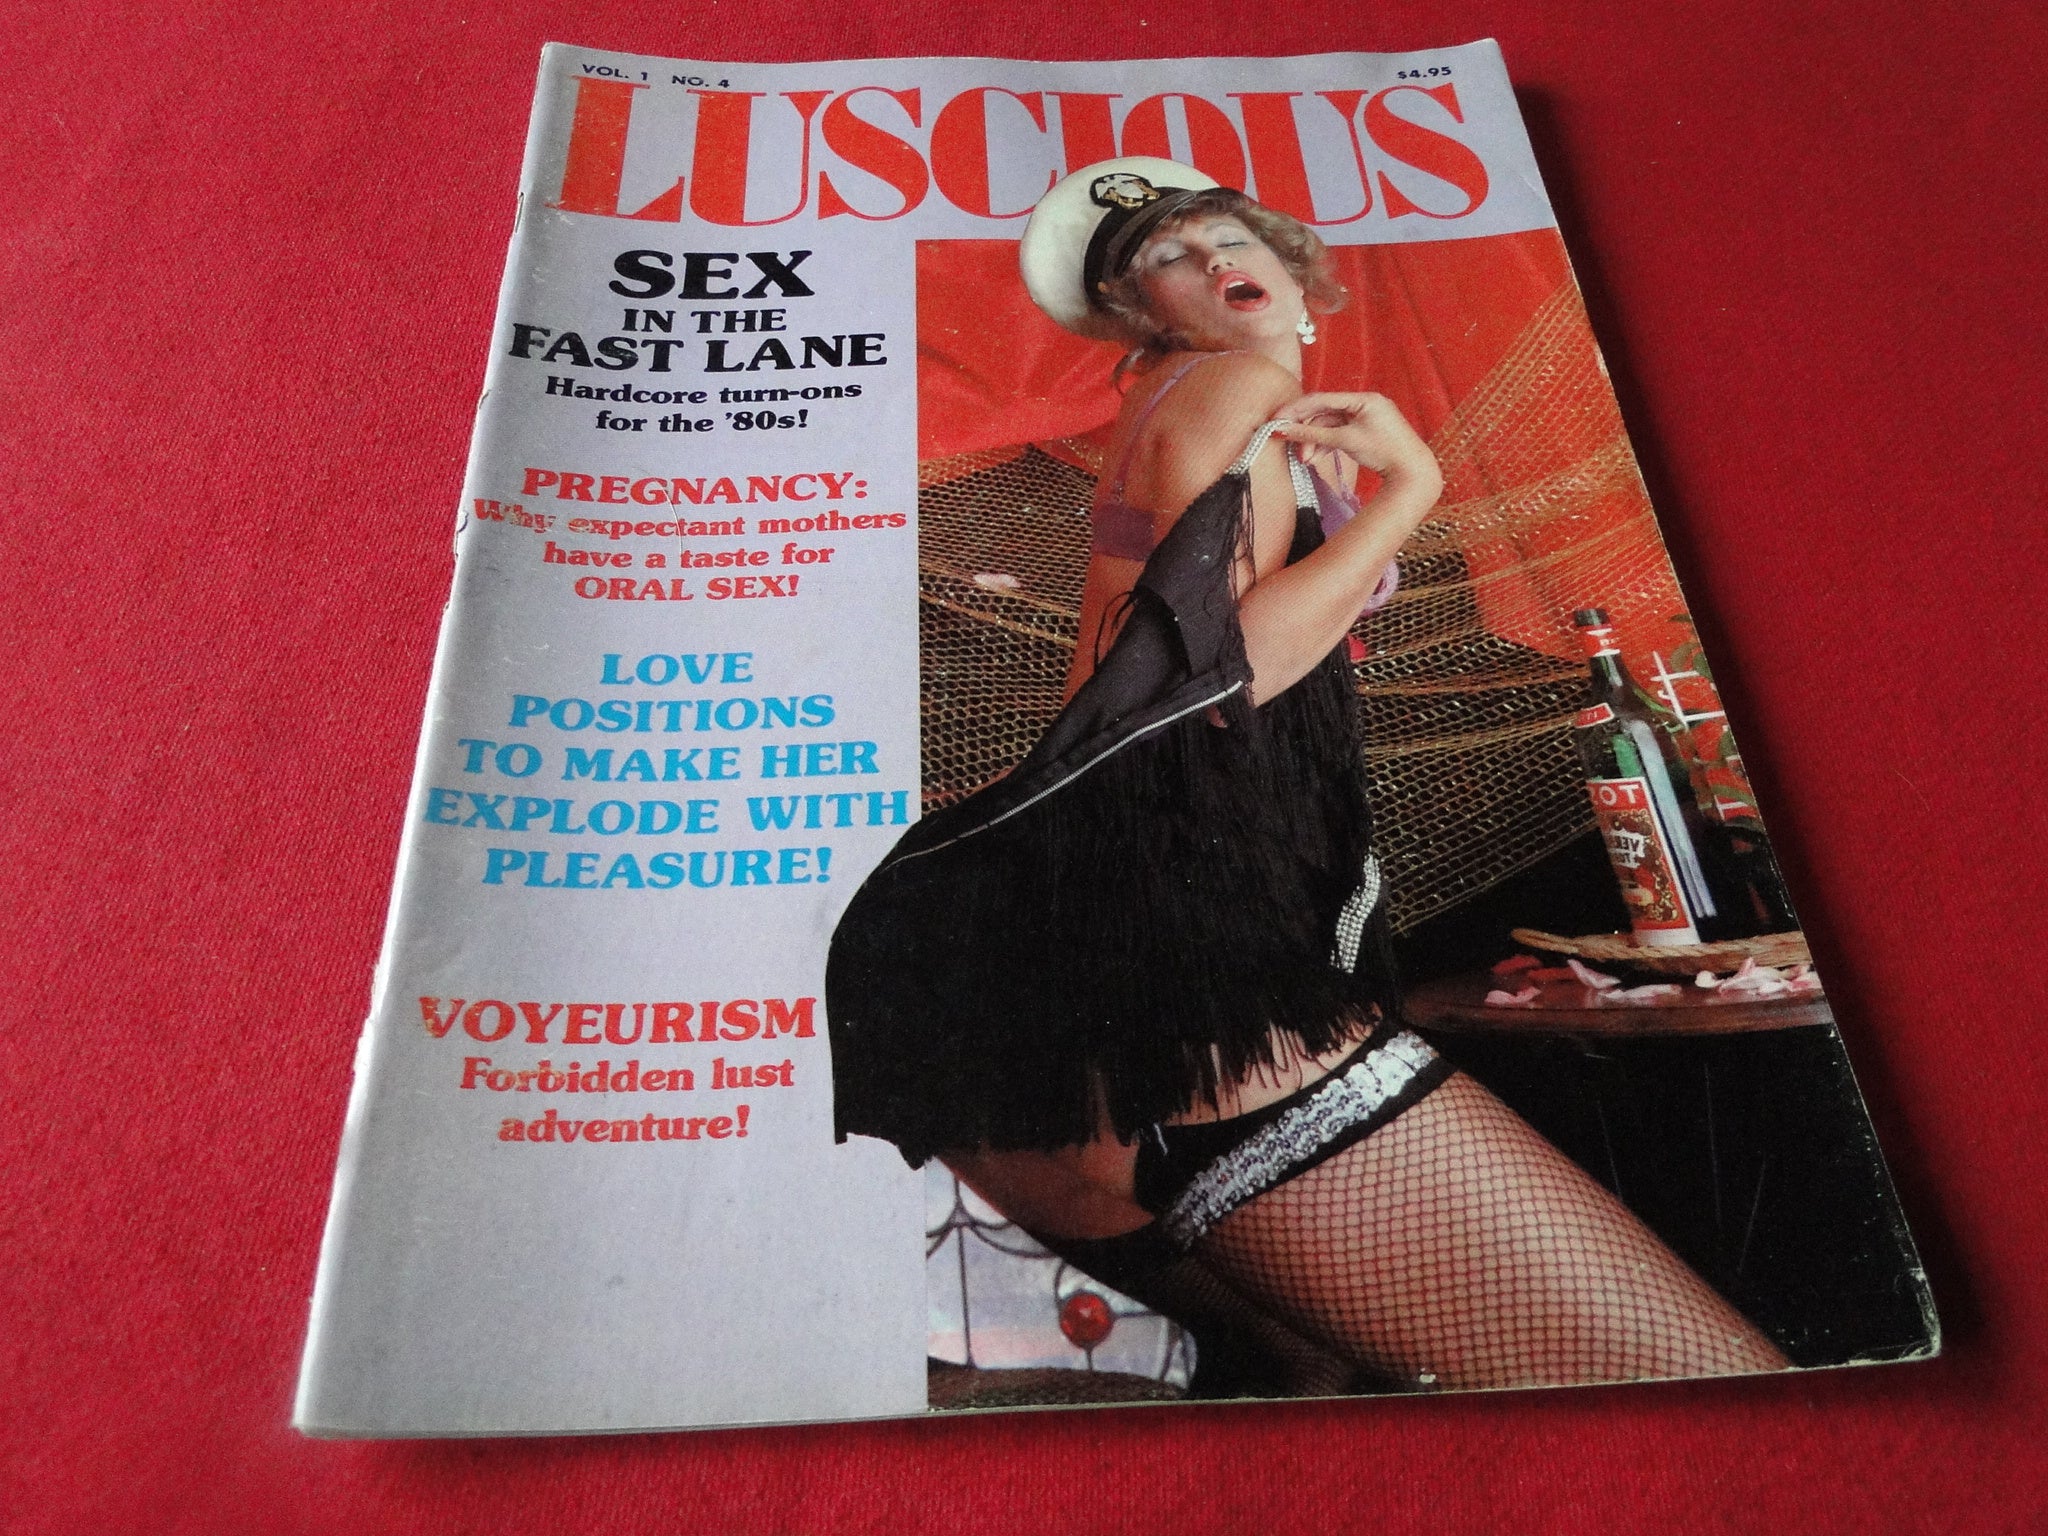 VOL. 1 NO. 4
$4.95
LUSCIOUS
SEX
IN THE
FAST LANE
Hardcore turn-ons
for the '80s!
PREGNANCY:
Why expectant mothers
have a taste for
ORAL SEX!
LOVE
POSITIONS
TO MAKE HER
EXPLODE WITH
PLEASURE!
VOYEURISM
Forbidden lust
adventure!